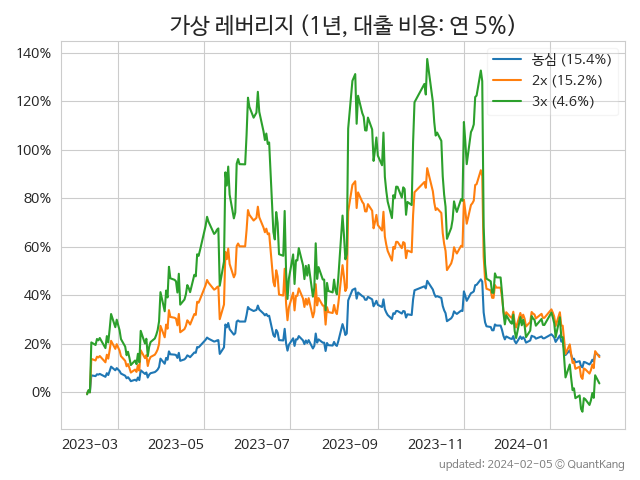 가상 레버리지 (1년, 대출 비용: 연 5%)
140%
120%
100%
80%
60%
40%
20%
0%
농심 (15.4%)
2x (15.2%)
3x (4.6%)
2023-03
2023-05
2023-07
2023-09
2023-11
2024-01
updated: 2024-02-05 © QuantKang